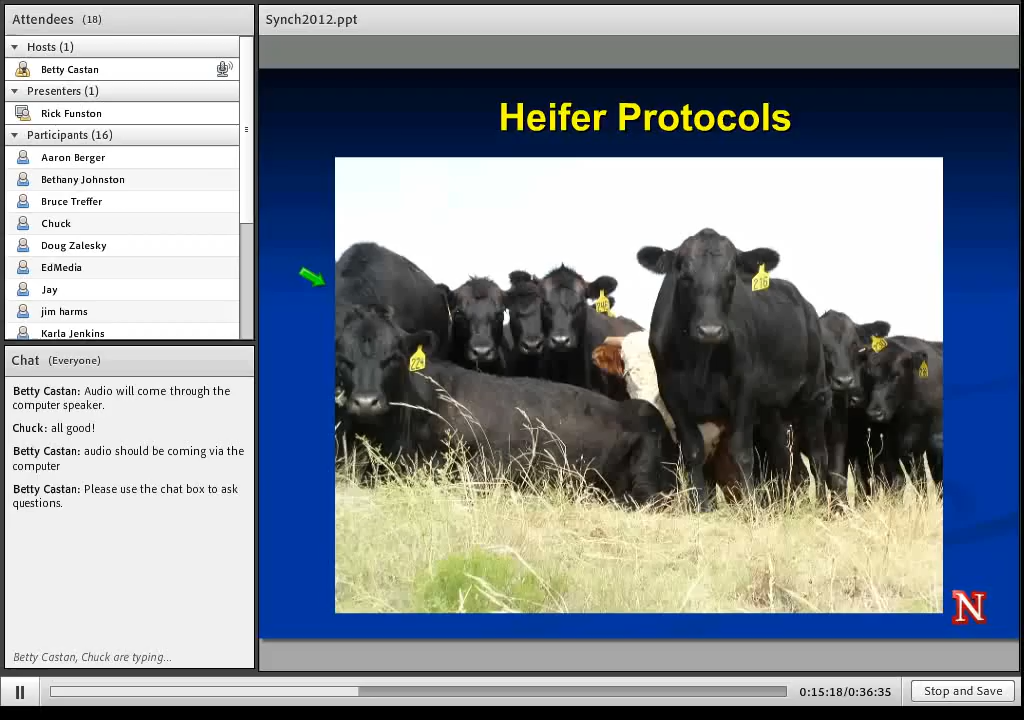 Attendees (18)
Hosts (1)
Betty Castan
Presenters (1)
Rick Funston
Participants (16)
Aaron Berger
Bethany Johnston
Bruce Treffer
Chuck
Doug Zalesky
EdMedia
Jay
jim harms
Karla Jenkins
Chat (Everyone)
Betty Castan: Audio will come through the
computer speaker.
Chuck: all good!
Betty Castan: audio should be coming via the
computer
Betty Castan: Please use the chat box to ask
questions.
Betty Castan, Chuck are typing...
Synch2012.ppt
Heifer Protocols
216
N
0:15:18/0:36:35
Stop and Save